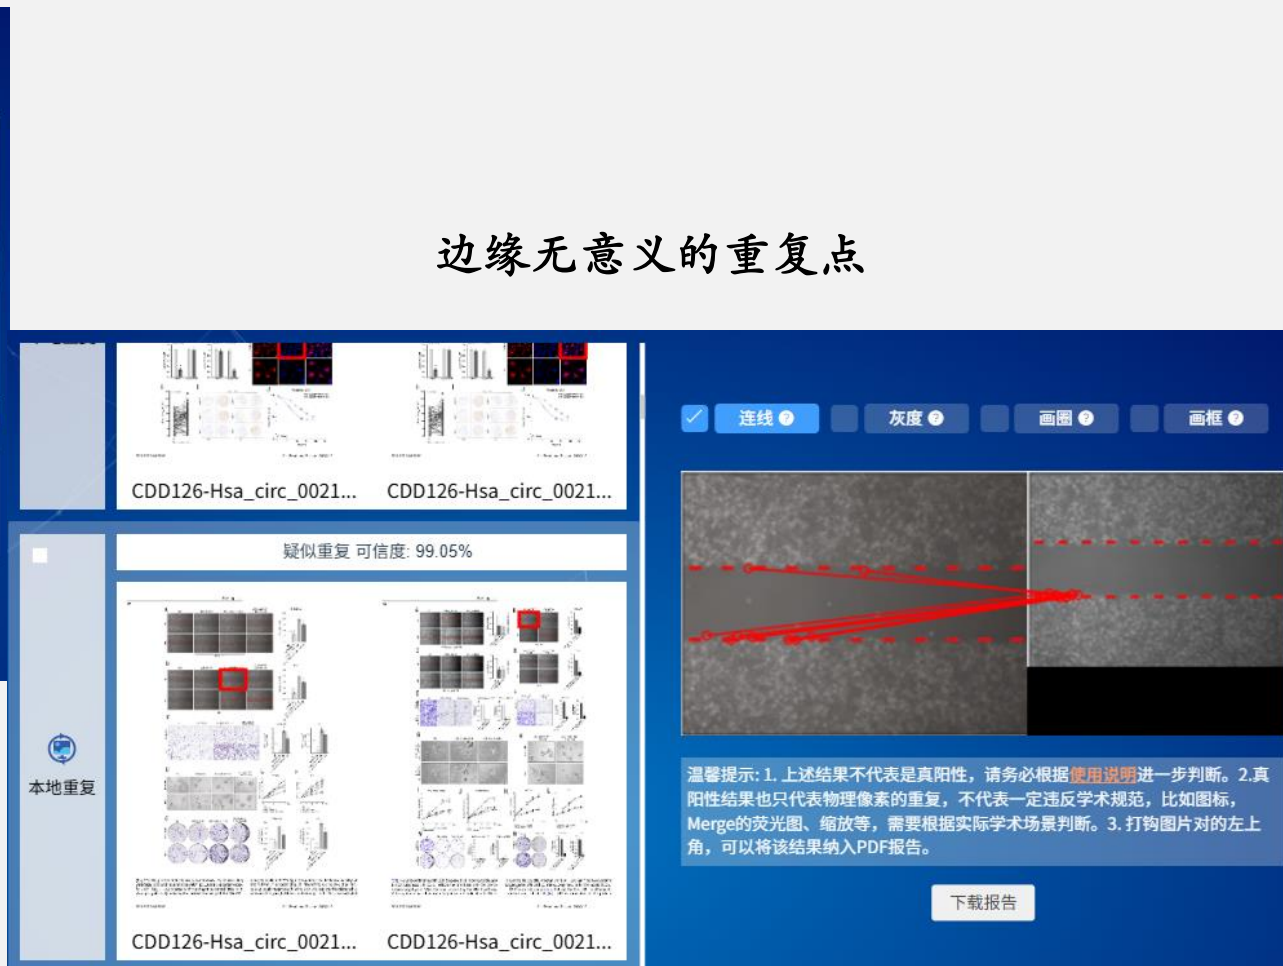 边缘无意义的重复点
CDD126-Hsa_circ_0021...
CDD126-Hsa_circ_0021...
疑似重复 可信度: 99.05%
本地重复
CDD126-Hsa_circ_0021...
CDD126-Hsa_circ_0021...
连线
灰度
画圈
画框
温馨提示: 1. 上述结果不代表是真阳性，请务必根据使用说明进一步判断。2.真
阳性结果也只代表物理像素的重复，不代表一定违反学术规范，比如图标，
Merge的荧光图、缩放等，需要根据实际学术场景判断。3. 打钩图片对的左上
角，可以将该结果纳入PDF报告。
下载报告